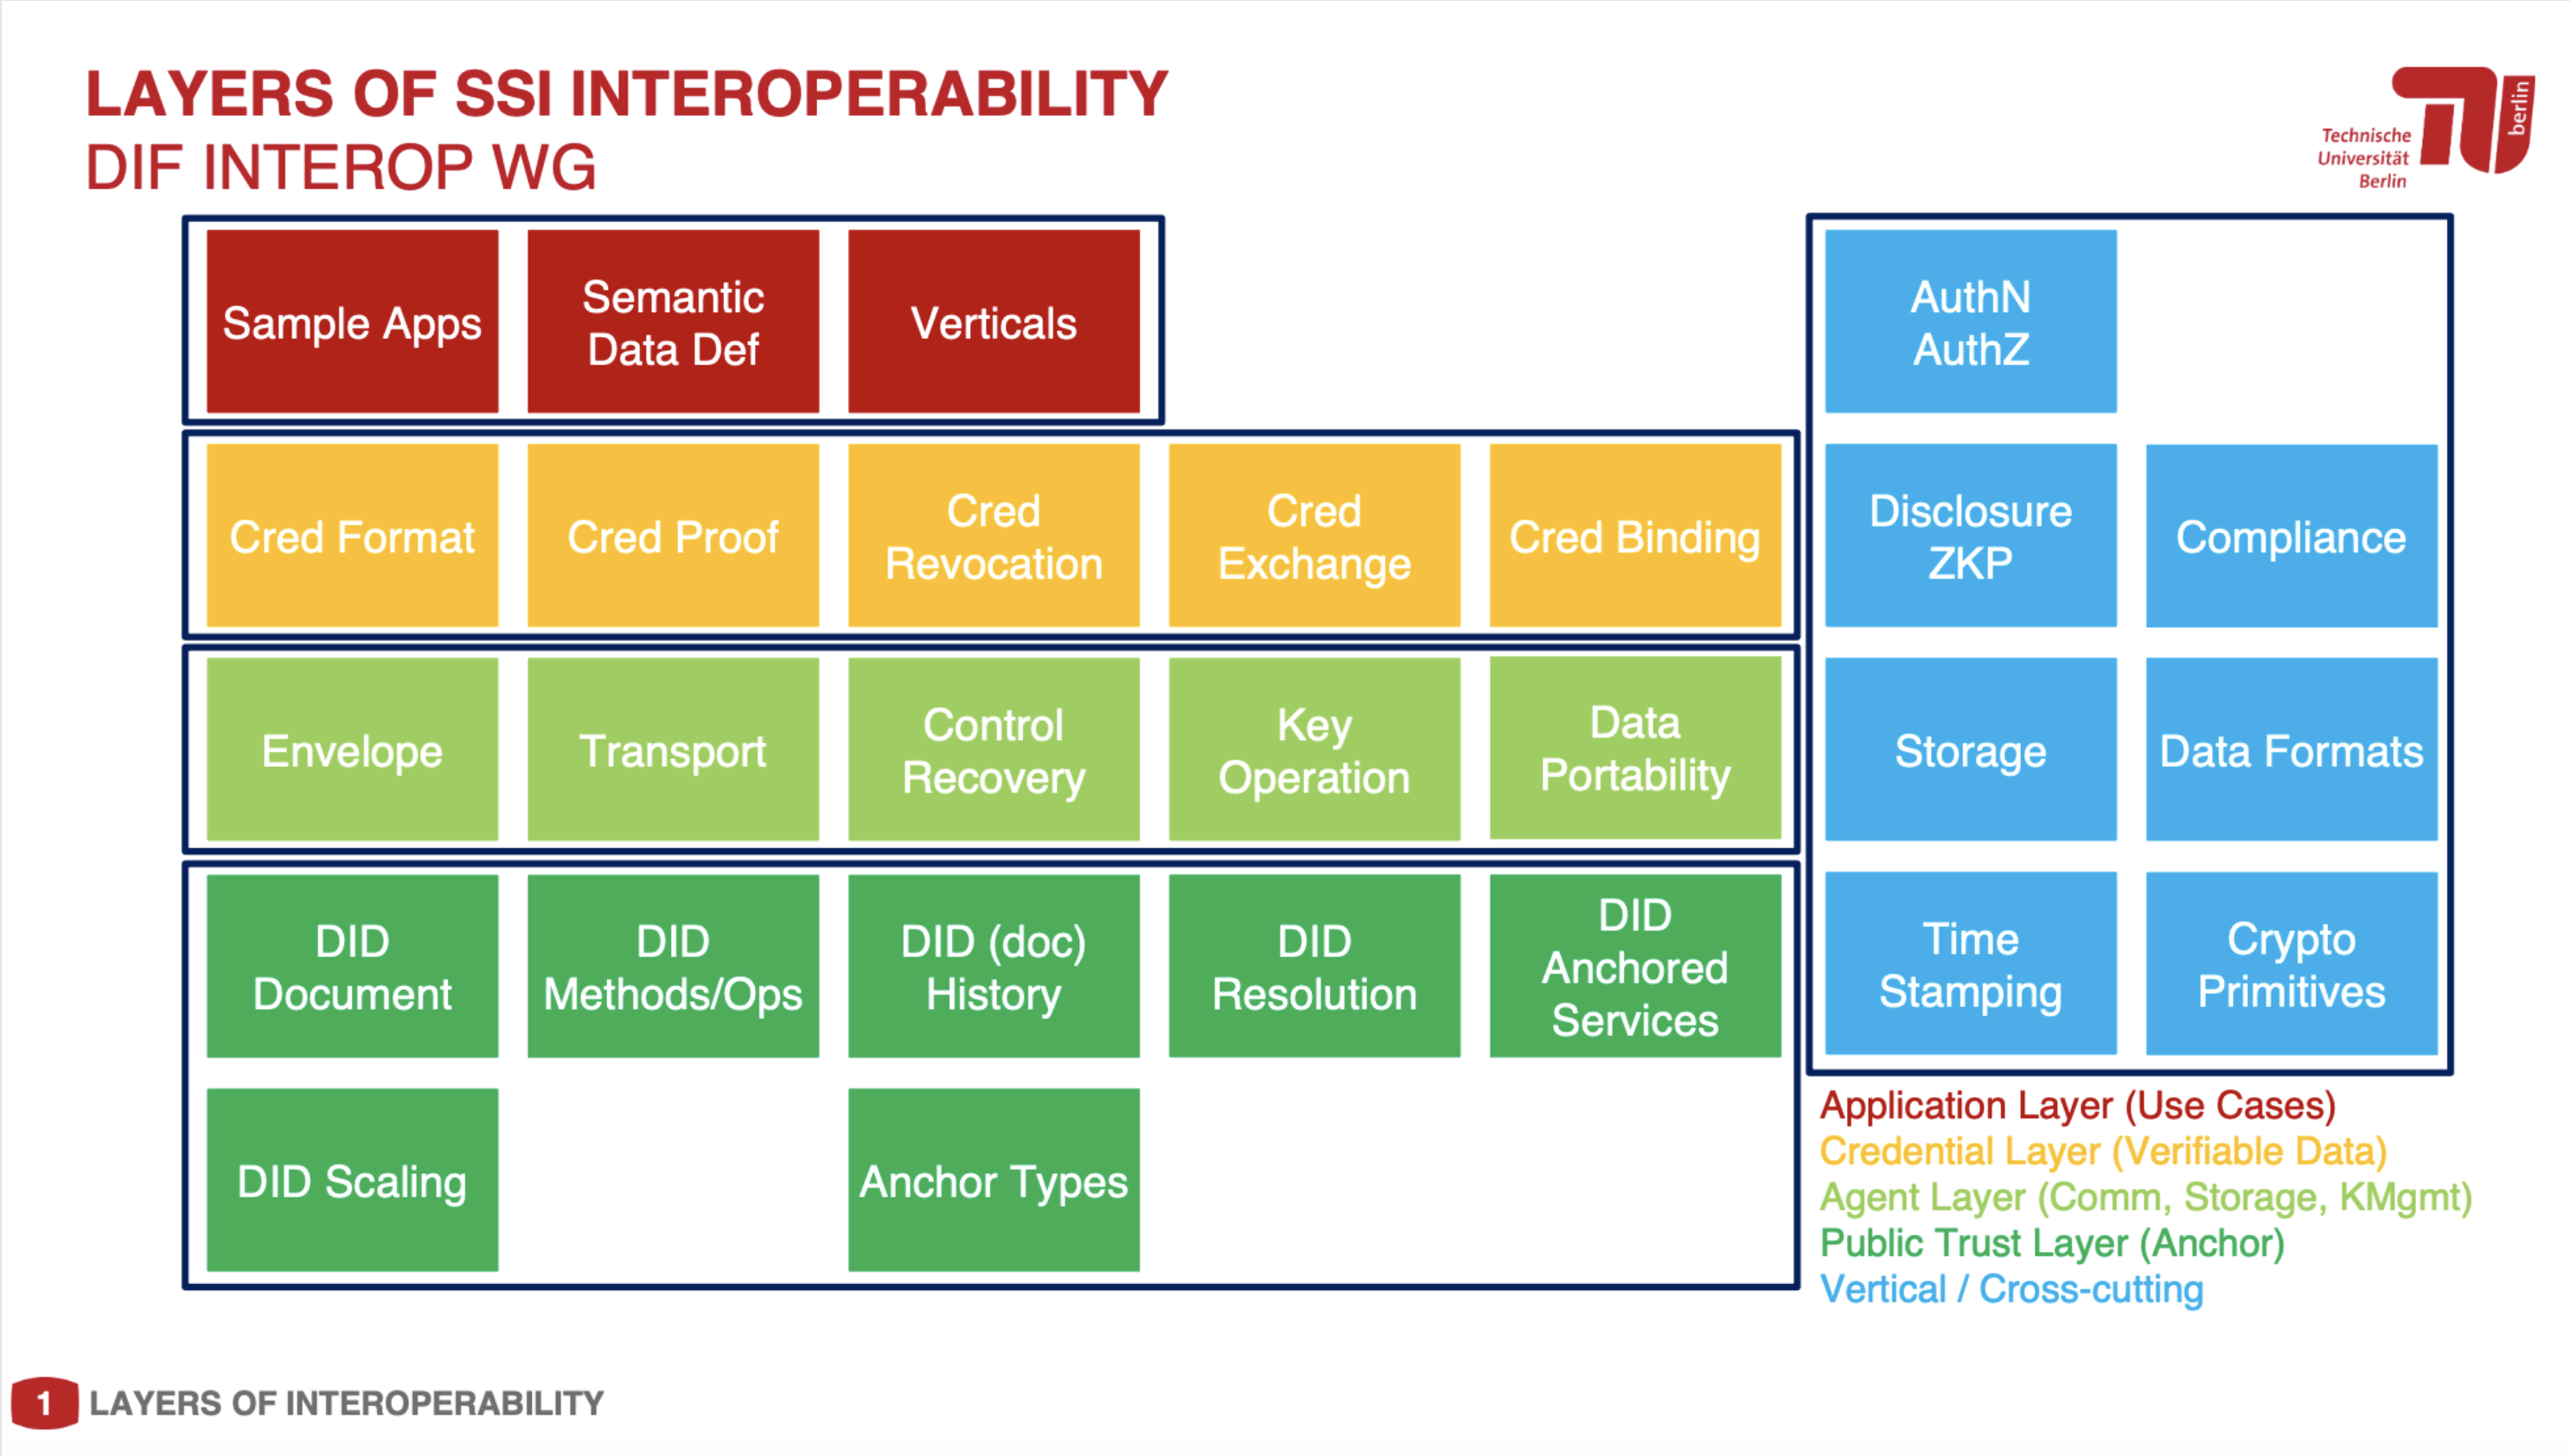 LAYERS OF SSI INTEROPERABILITY
DIF INTEROP WG
Technische
Universität
Berlin
berlin
Sample Apps
Semantic
Data Def
Verticals
AuthN
AuthZ
Cred Format
Cred Proof
Cred
Revocation
Cred
Exchange
Cred Binding
Disclosure
ZKP
Compliance
Envelope
Transport
Control
Recovery
Key
Operation
Data
Portability
Storage
Data Formats
DID
Document
DID
Methods/Ops
DID (doc)
History
DID
Resolution
DID
Anchored
Services
Time
Stamping
Crypto
Primitives
DID Scaling
Anchor Types
Application Layer (Use Cases)
Credential Layer (Verifiable Data)
Agent Layer (Comm, Storage, KMgmt)
Public Trust Layer (Anchor)
Vertical / Cross-cutting
1 LAYERS OF INTEROPERABILITY